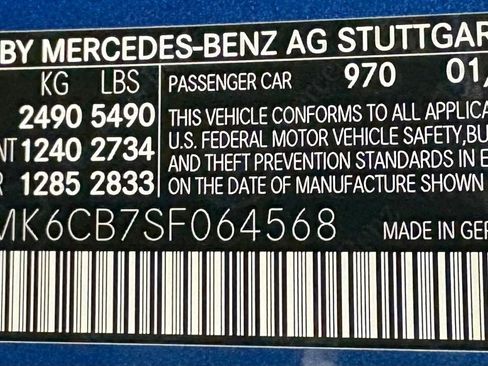 BY MERCEDES-BENZ AG STUTTGAR
KG LBS
PASSENGER CAR 970 01/
2490 5490
THIS VEHICLE CONFORMS TO ALL APPLICA
U.S. FEDERAL MOTOR VEHICLE SAFETY, BU
NT 1240 2734
AND THEFT PREVENTION STANDARDS IN E
R 1285 2833
DATE OF MANUFACTURE SHOWN
MK6CB7SF064568
MADE IN GER